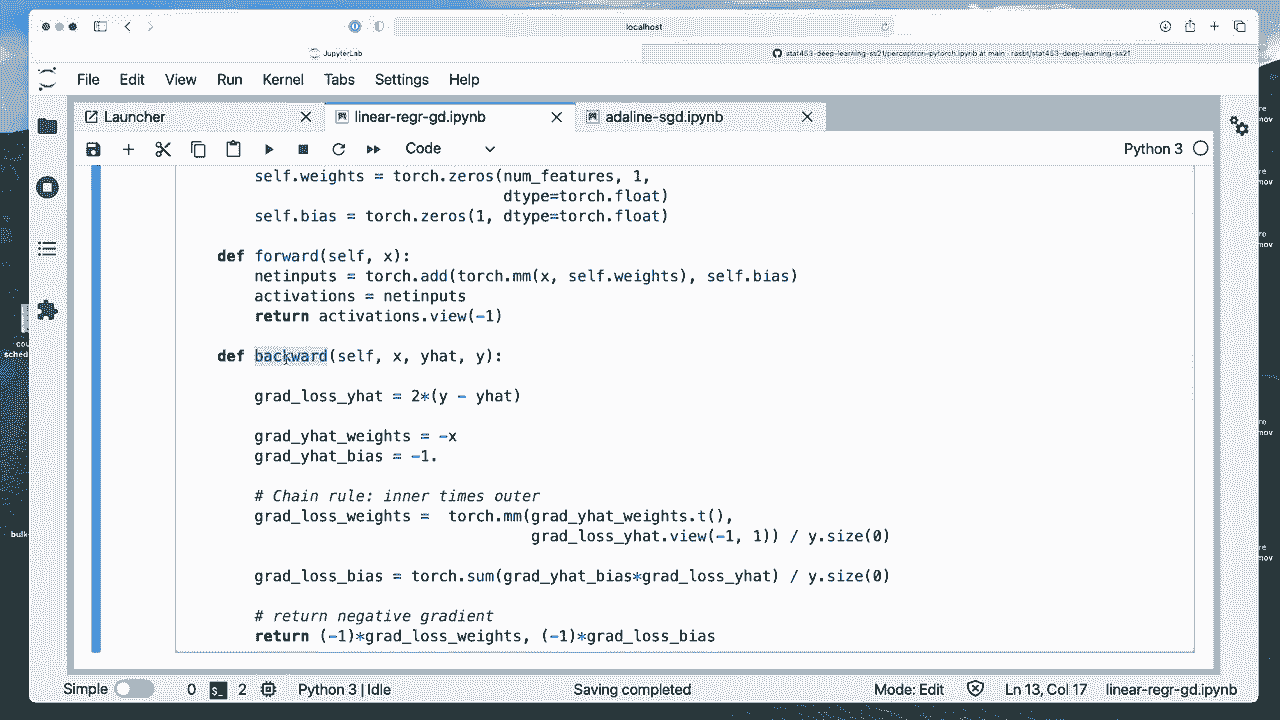 localhost
JupyterLab
stat453-deep-learning-ss21/perceptron-pytorch.ipynb at main · rasbt/stat453-deep-learning-ss21
File Edit View Run Kernel Tabs Settings Help
Launcher linear-regr-gd.ipynb adaline-sgd.ipynb
Code Python 3
self.weights = torch.zeros(num_features, 1,
dtype=torch.float)
self.bias = torch.zeros(1, dtype=torch.float)
def forward(self, x):
netinputs = torch.add(torch.mm(x, self.weights), self.bias)
activations = netinputs
return activations.view(-1)
def backward(self, x, yhat, y):
grad_loss_yhat = 2*(y - yhat)
grad_yhat_weights = -x
grad_yhat_bias = -1.
# Chain rule: inner times outer
grad_loss_weights =  torch.mm(grad_yhat_weights.t(),
grad_loss_yhat.view(-1, 1)) / y.size(0)
grad_loss_bias = torch.sum(grad_yhat_bias*grad_loss_yhat) / y.size(0)
# return negative gradient
return (-1)*grad_loss_weights, (-1)*grad_loss_bias
Simple 0 $_ 2 Python 3 | Idle Saving completed Mode: Edit Ln 13, Col 17 linear-regr-gd.ipynb